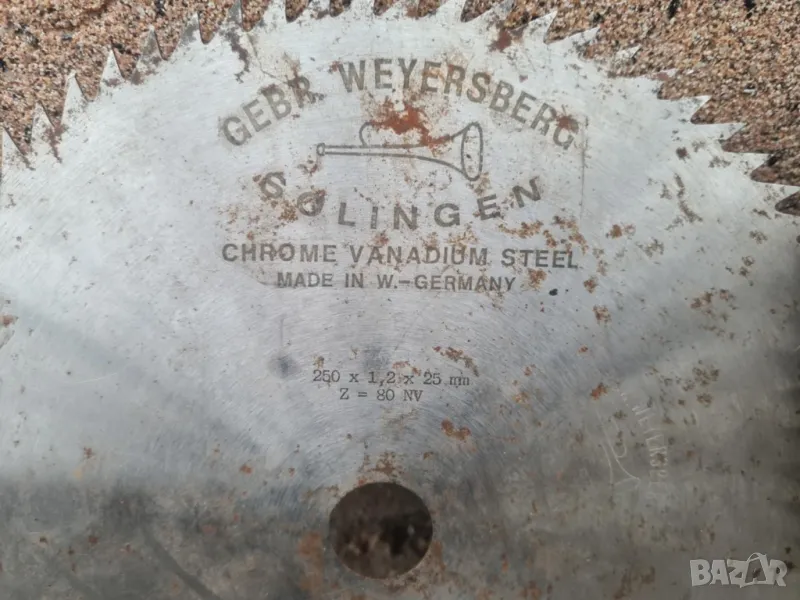 GEBR. WEYERSBERG
SOLINGEN
CHROME VANADIUM STEEL
MADE IN W.-GERMANY
250 x 1,2 x 25 mm
Z = 80 NV
BAZAR